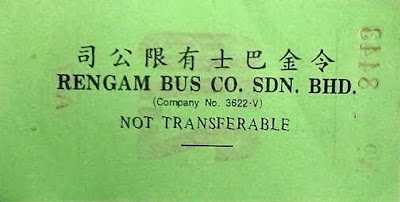 令金巴士有限公司
RENGAM BUS CO. SDN. BHD.
(Company No. 3622-V)
NOT TRANSFERABLE